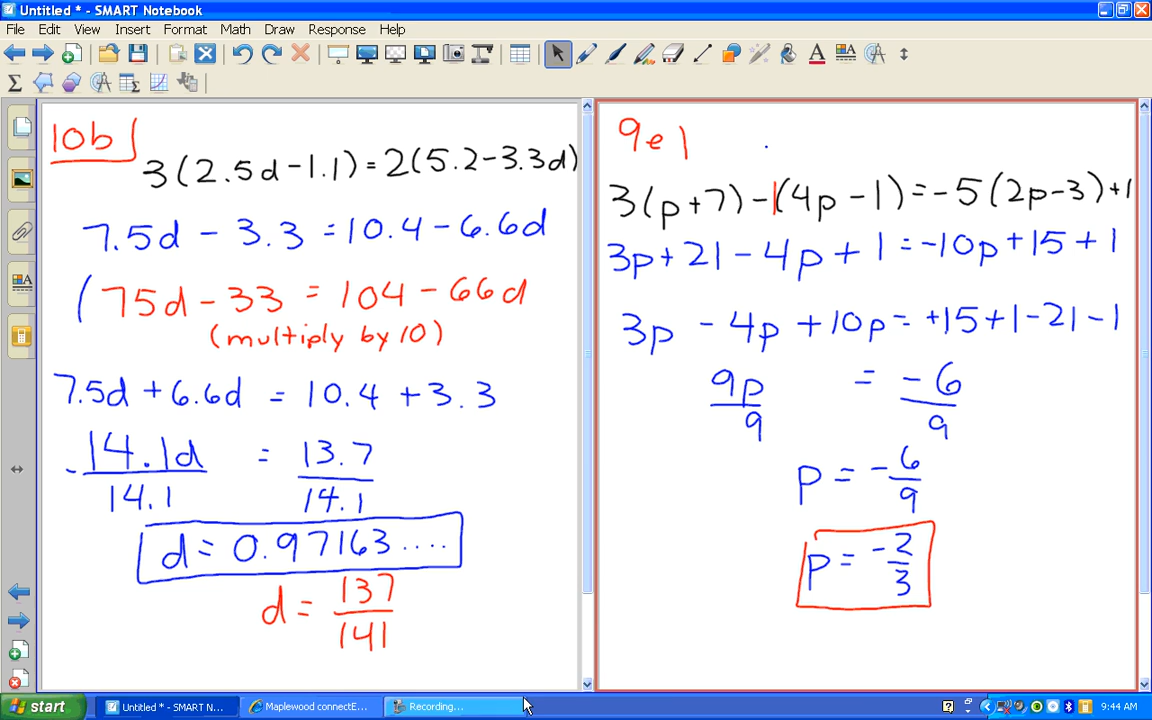 Untitled * - SMART Notebook
File Edit View Insert Format Math Draw Response Help
10b
3(2.5d-1.1)=2(5.2-3.3d)
7.5d - 3.3 = 10.4 - 6.6d
(75d - 33 = 104 - 66d
(multiply by 10)
7.5d + 6.6d = 10.4 + 3.3
14.1d/14.1 = 13.7/14.1
d = 0.97163....
d = 137/141
9e
3(p+7) -1(4p-1) = -5(2p-3)+1
3p+21-4p+1 = -10p+15+1
3p -4p +10p = +15+1-21-1
9p/9 = -6/9
p = -6/9
p = -2/3
start Untitled * - SMART N... Maplewood connectE... Recording... 9:44 AM